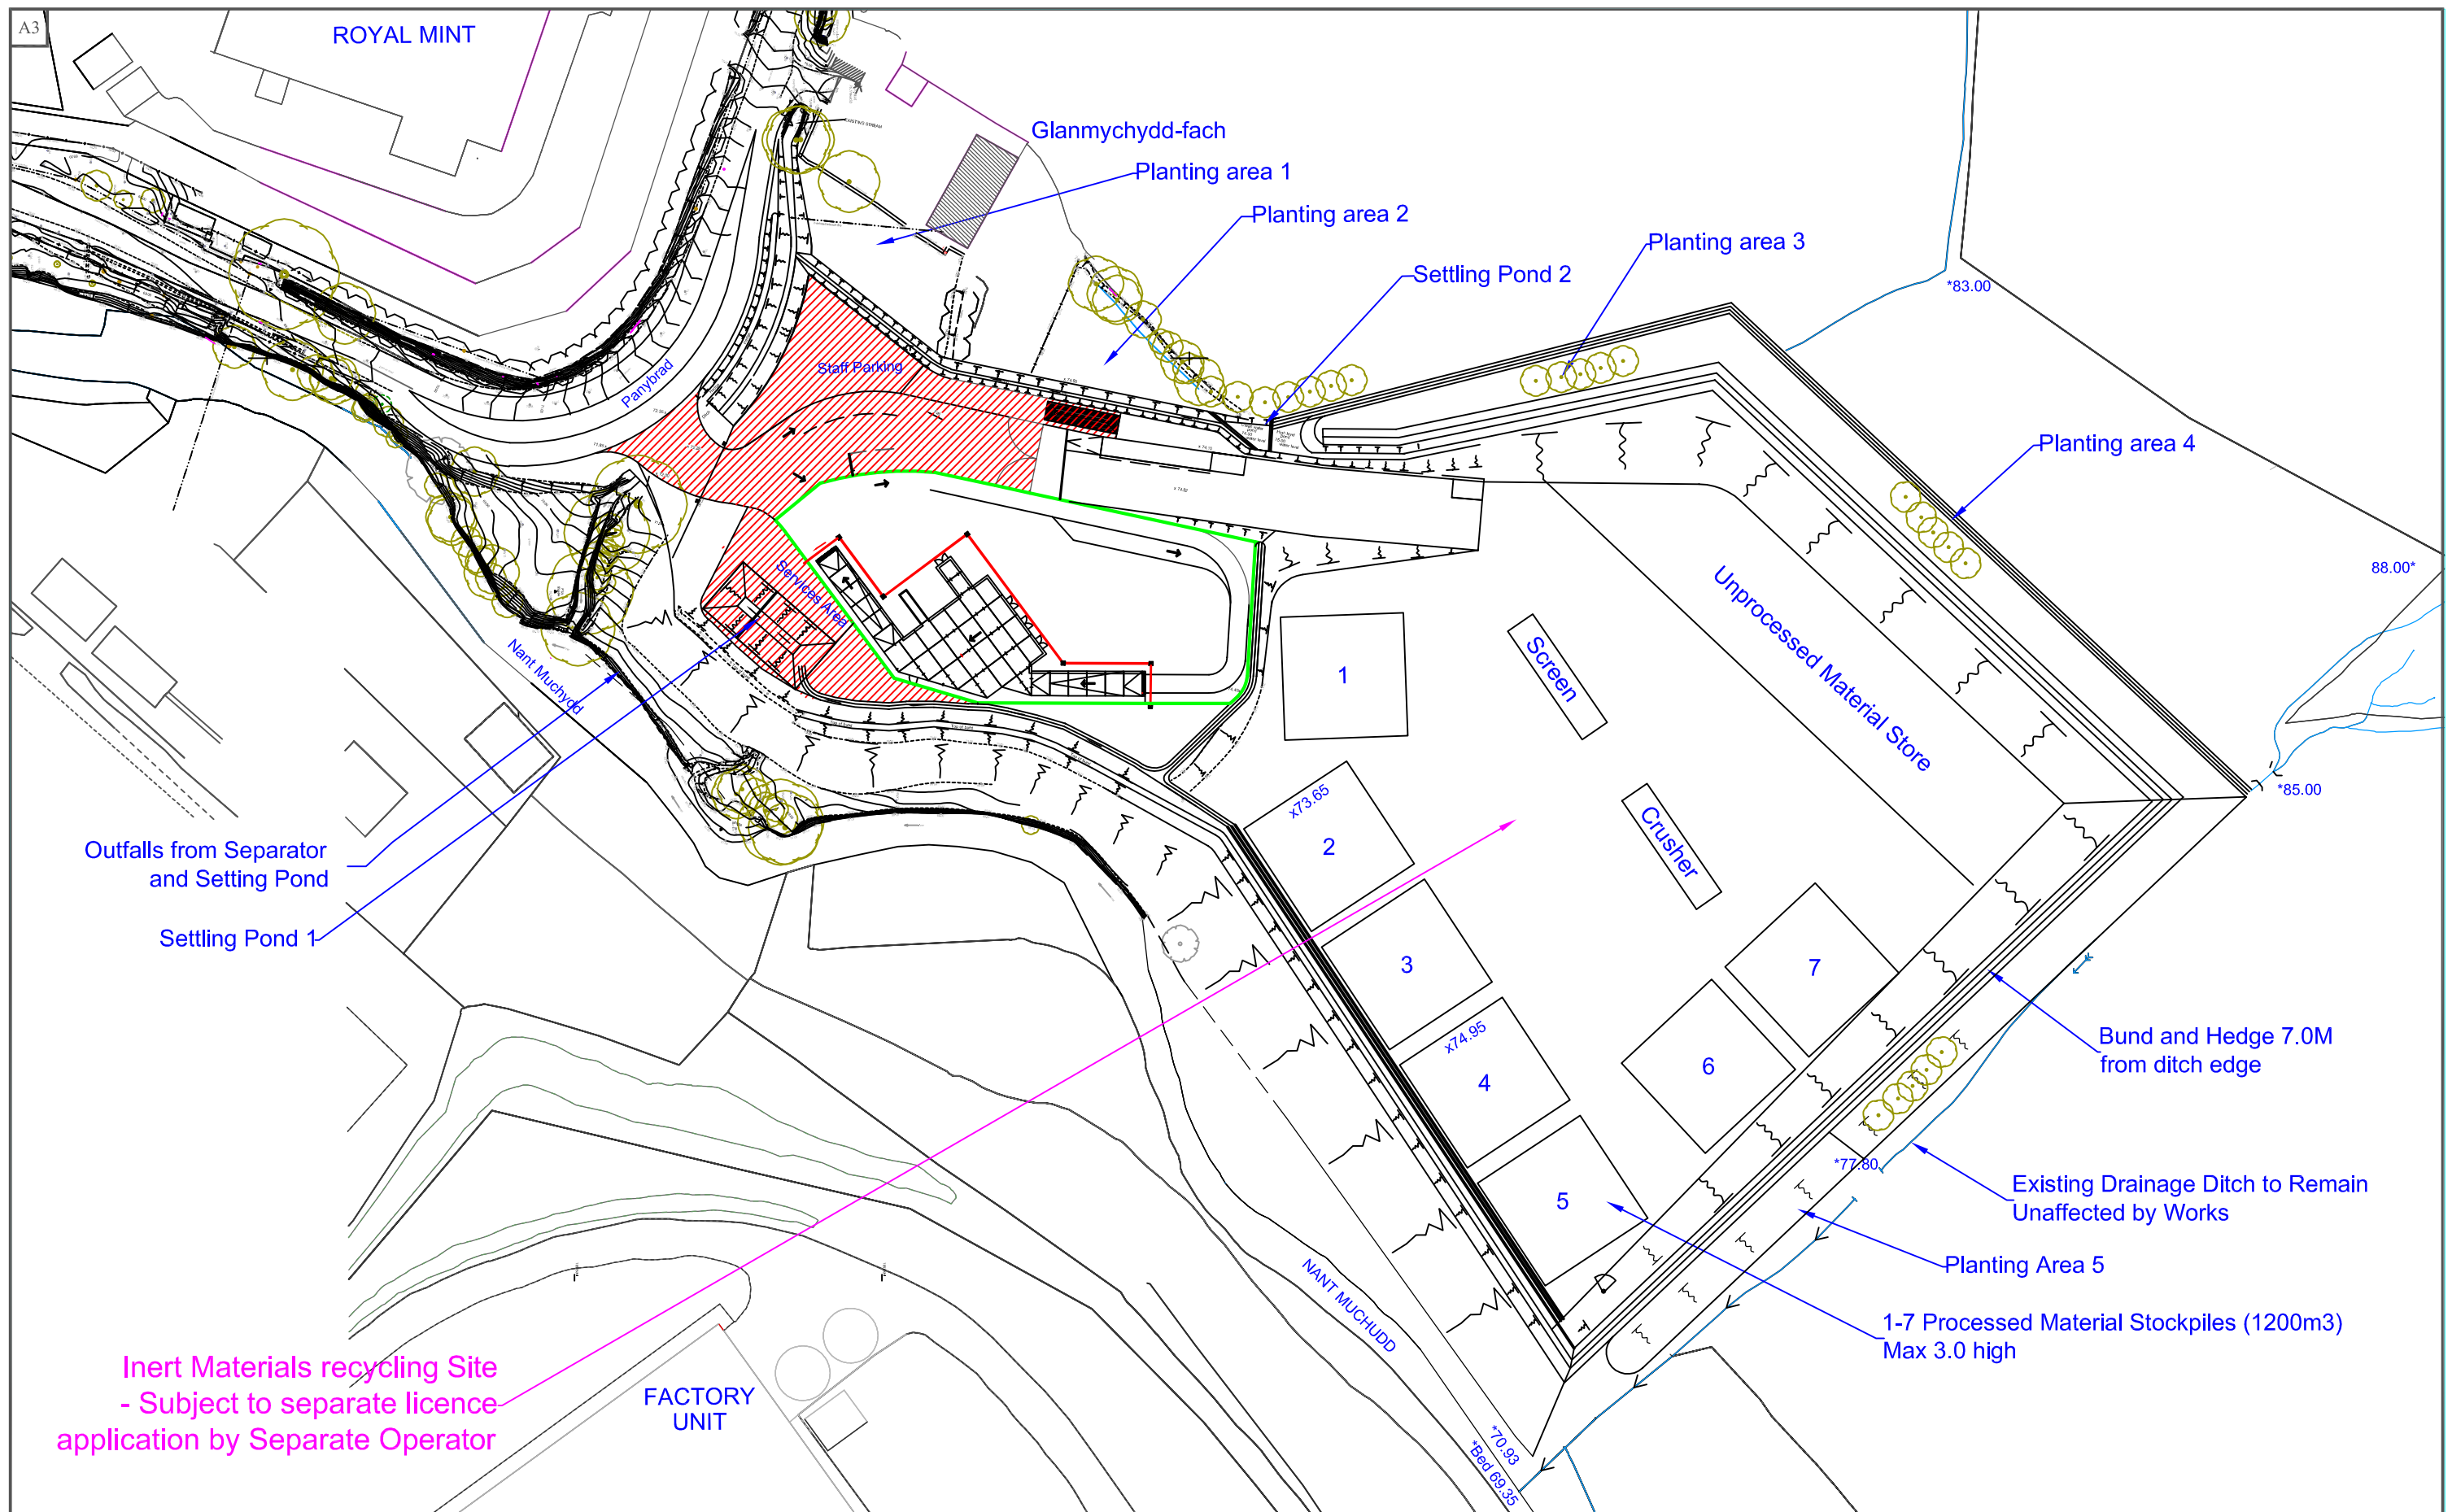 A3
ROYAL MINT
Glanmychydd-fach
Planting area 1
Planting area 2
Planting area 3
Settling Pond 2
*83.00
Staff Parking
Panybrad
Planting area 4
88.00*
Services Area
Unprocessed Material Store
Screen
1
Nant Muchydd
*85.00
x73.65
2
Crusher
Outfalls from Separator
and Setting Pond
Settling Pond 1
3
7
x74.95
4
6
Bund and Hedge 7.0M
from ditch edge
*77.80
5
Existing Drainage Ditch to Remain
Unaffected by Works
Planting Area 5
NANT MUCHUDD
1-7 Processed Material Stockpiles (1200m3)
Max 3.0 high
Inert Materials recycling Site
- Subject to separate licence
application by Separate Operator
FACTORY
UNIT
*70.93
*Bed 69.35